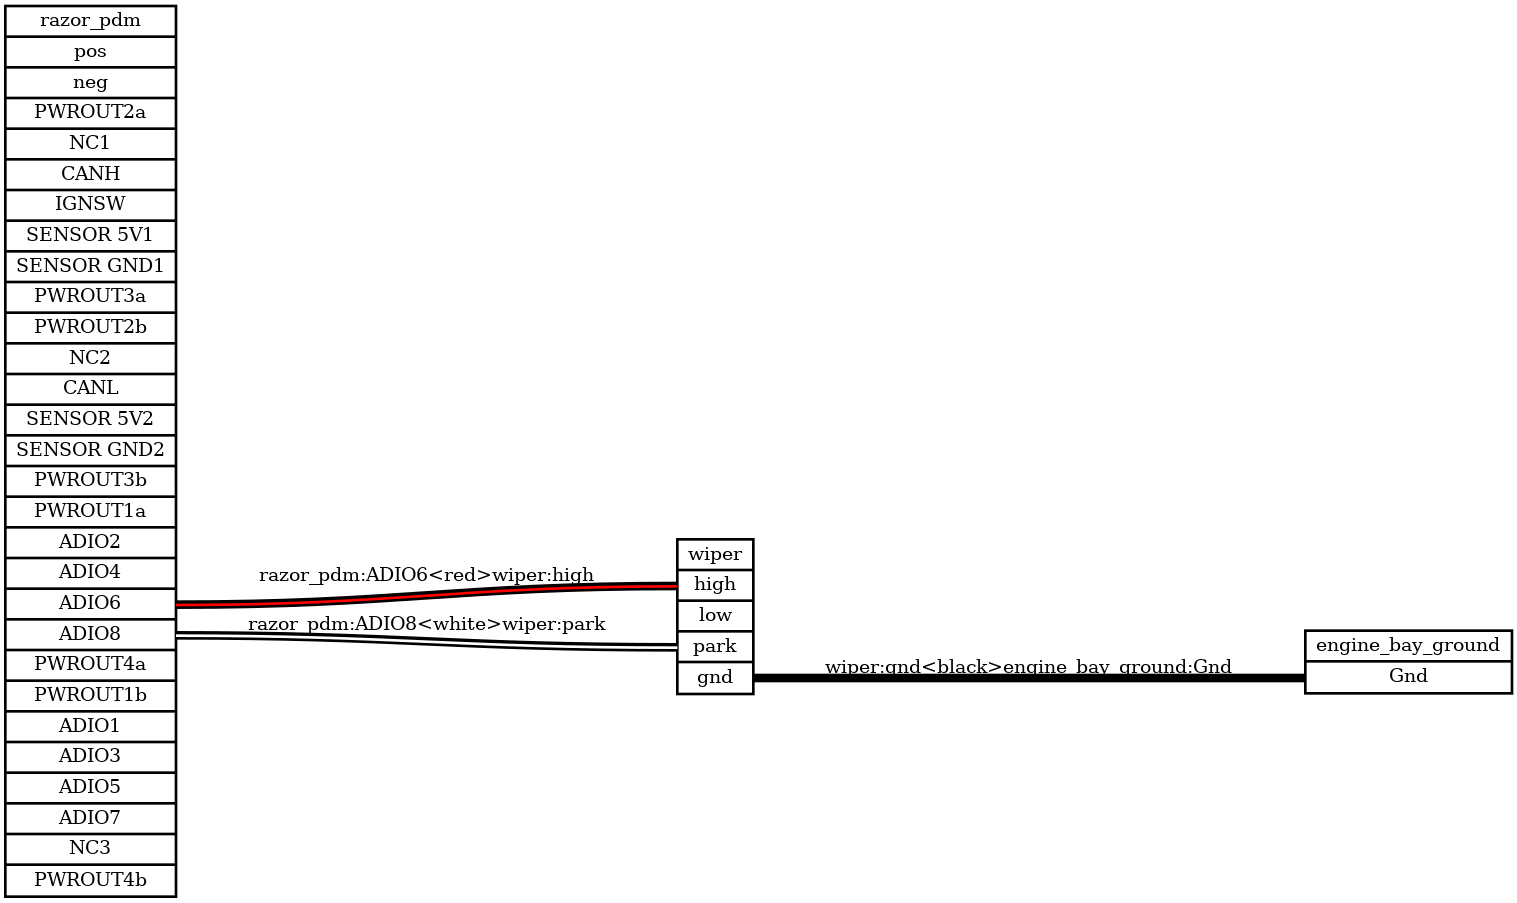 razor_pdm
pos
neg
PWROUT2a
NC1
CANH
IGNSW
SENSOR 5V1
SENSOR GND1
PWROUT3a
PWROUT2b
NC2
CANL
SENSOR 5V2
SENSOR GND2
PWROUT3b
PWROUT1a
ADIO2
ADIO4
ADIO6
ADIO8
PWROUT4a
PWROUT1b
ADIO1
ADIO3
ADIO5
ADIO7
NC3
PWROUT4b
razor_pdm:ADIO6<red>wiper:high
razor_pdm:ADIO8<white>wiper:park
wiper
high
low
park
gnd
wiper:gnd<black>engine_bay_ground:Gnd
engine_bay_ground
Gnd